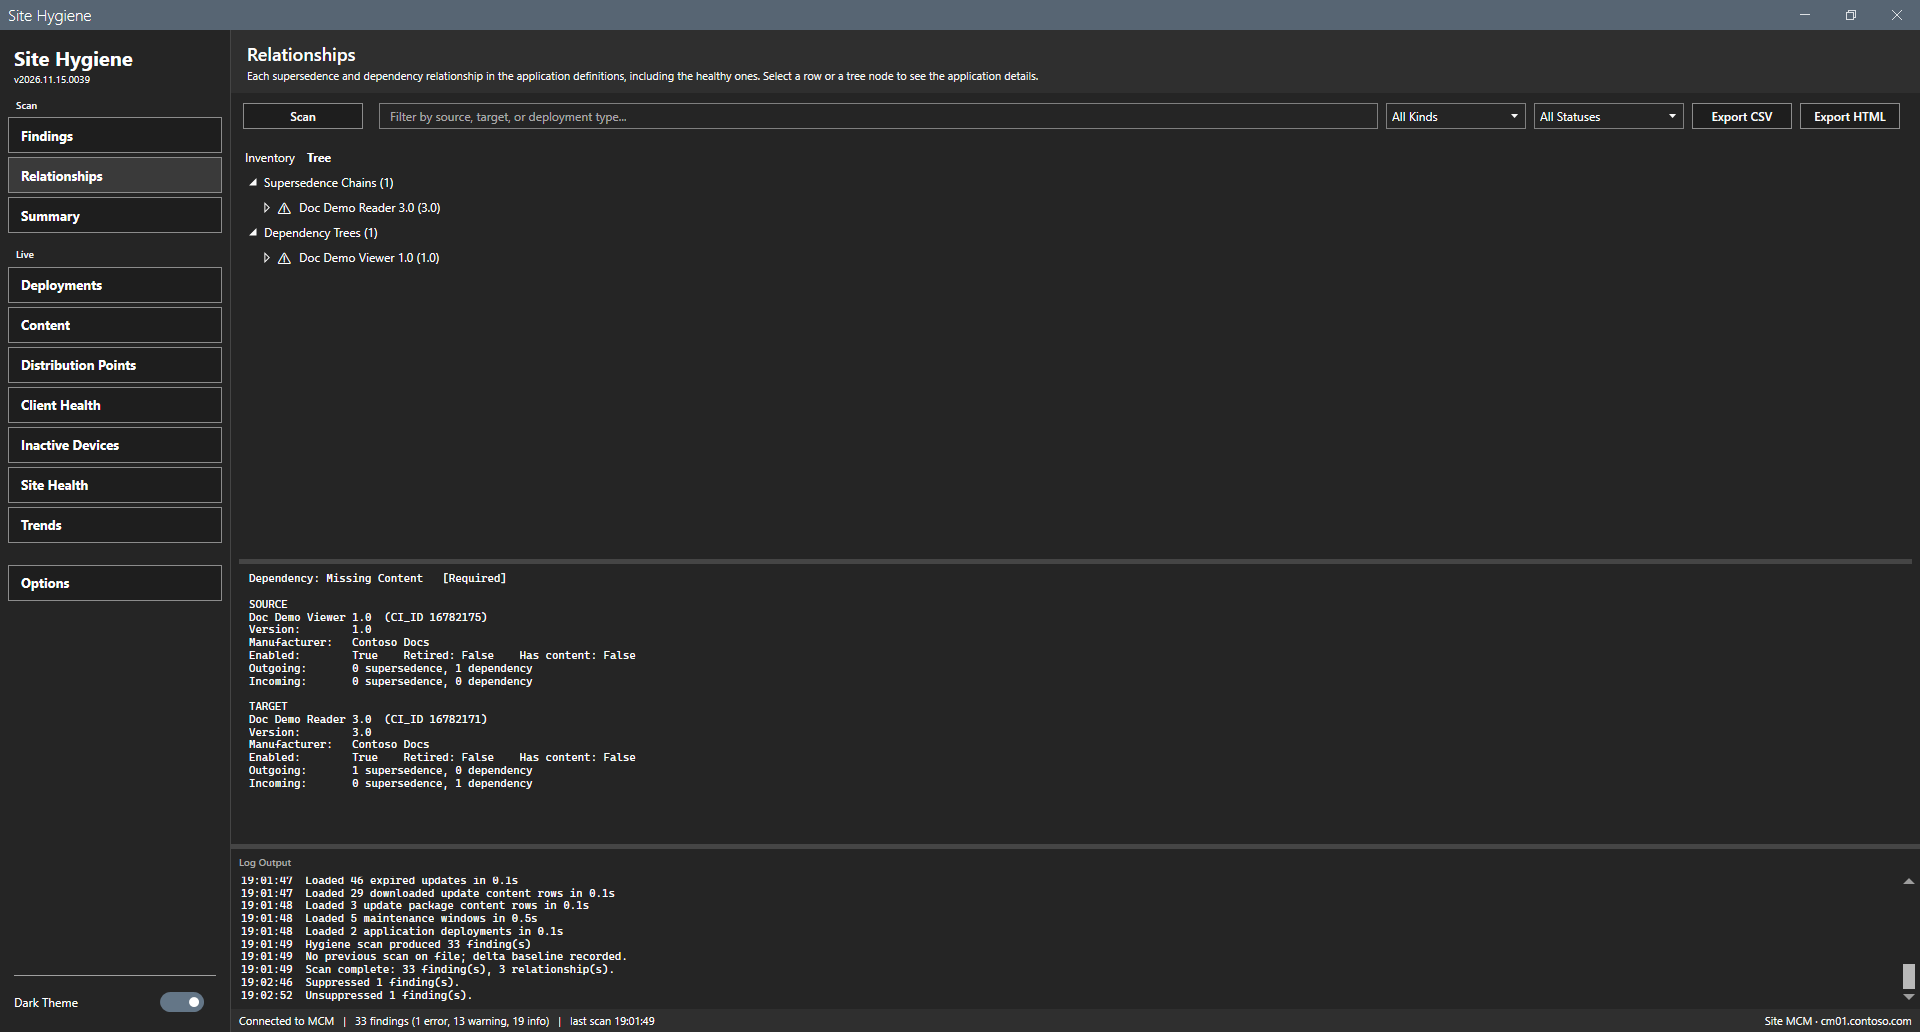 Site Hygiene
Site Hygiene
v2026.11.15.0039
Scan
Findings
Relationships
Summary
Live
Deployments
Content
Distribution Points
Client Health
Inactive Devices
Site Health
Trends
Options
Dark Theme
Relationships
Each supersedence and dependency relationship in the application definitions, including the healthy ones. Select a row or a tree node to see the application details.
Scan
Filter by source, target, or deployment type...
All Kinds
All Statuses
Export CSV
Export HTML
Inventory Tree
Supersedence Chains (1)
Doc Demo Reader 3.0 (3.0)
Dependency Trees (1)
Doc Demo Viewer 1.0 (1.0)
Dependency: Missing Content [Required]
SOURCE
Doc Demo Viewer 1.0 (CI_ID 16782175)
Version: 1.0
Manufacturer: Contoso Docs
Enabled: True Retired: False Has content: False
Outgoing: 0 supersedence, 1 dependency
Incoming: 0 supersedence, 0 dependency
TARGET
Doc Demo Reader 3.0 (CI_ID 16782171)
Version: 3.0
Manufacturer: Contoso Docs
Enabled: True Retired: False Has content: False
Outgoing: 1 supersedence, 0 dependency
Incoming: 0 supersedence, 1 dependency
Log Output
19:01:47 Loaded 46 expired updates in 0.1s
19:01:47 Loaded 29 downloaded update content rows in 0.1s
19:01:48 Loaded 3 update package content rows in 0.1s
19:01:48 Loaded 5 maintenance windows in 0.5s
19:01:48 Loaded 2 application deployments in 0.1s
19:01:49 Hygiene scan produced 33 finding(s)
19:01:49 No previous scan on file; delta baseline recorded.
19:01:49 Scan complete: 33 finding(s), 3 relationship(s).
19:02:46 Suppressed 1 finding(s).
19:02:52 Unsuppressed 1 finding(s).
Connected to MCM | 33 findings (1 error, 13 warning, 19 info) | last scan 19:01:49
Site MCM · cm01.contoso.com